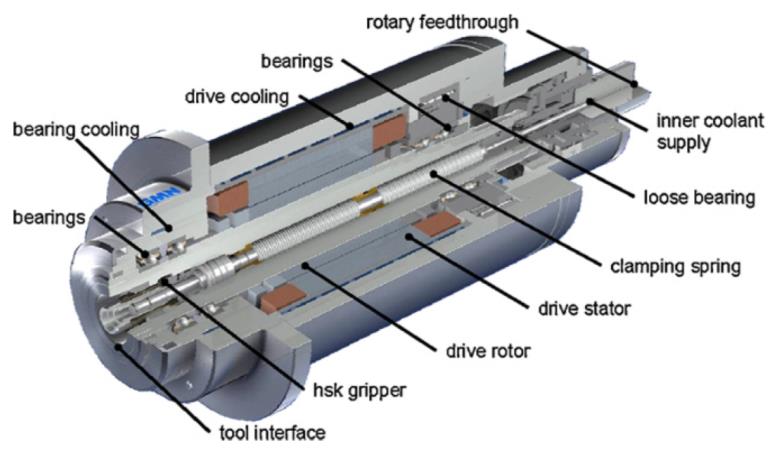 rotary feedthrough
bearings
drive cooling
bearing cooling
inner coolant
supply
bearings
GMN
loose bearing
clamping spring
drive stator
drive rotor
hsk gripper
tool interface